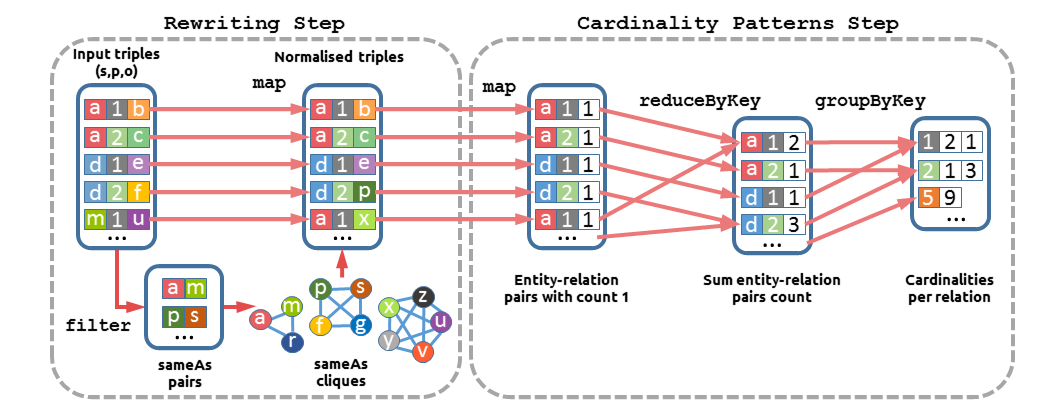 Rewriting Step
Cardinality Patterns Step
Input triples
(s,p,o)
Normalised triples
map
map
reduceByKey
groupByKey
a 1 b
a 2 c
d 1 e
d 2 f
m 1 u
...
a 1 b
a 2 c
d 1 e
d 2 p
a 1 x
...
a 1 1
a 2 1
d 1 1
d 2 1
a 1 1
...
a 1 2
a 2 1
d 1 1
d 2 3
...
1 2 1
2 1 3
5 9
...
Entity-relation
pairs with count 1
Sum entity-relation
pairs count
Cardinalities
per relation
filter
a m
p s
...
sameAs
pairs
a
m
r
p
s
f
g
z
x
u
y
v
sameAs
cliques